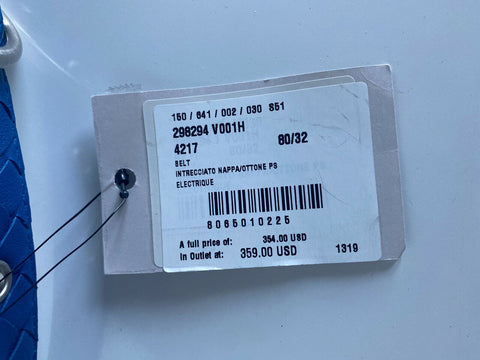 150 / 641 / 002 / 030 S51
298294 V001H
4217 80/32
BELT
INTRECCIATO NAPPA/OTTONE PS
ELECTRIQUE
8065010225
A full price of: 354.00 USD
In Outlet at: 359.00 USD
1319